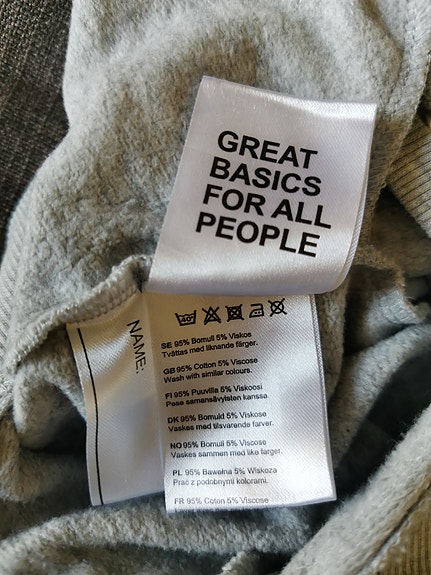 GREAT
BASICS
FOR ALL
PEOPLE
NAME:
40°
SE 95% Bomull 5% Viskos
Tvättas med liknande färger.
GB 95% Cotton 5% Viscose
Wash with similar colours.
FI 95% Puuvilla 5% Viskoosi
Pese samansävyisten kanssa
DK 95% Bomuld 5% Viskose
Vaskes med tilsvarende farver.
NO 95% Bomull 5% Viscose
Vaskes sammen med like farger.
PL 95% Bawełna 5% Wiskoza
Prać z podobnymi kolorami.
FR 95% Coton 5% Viscose